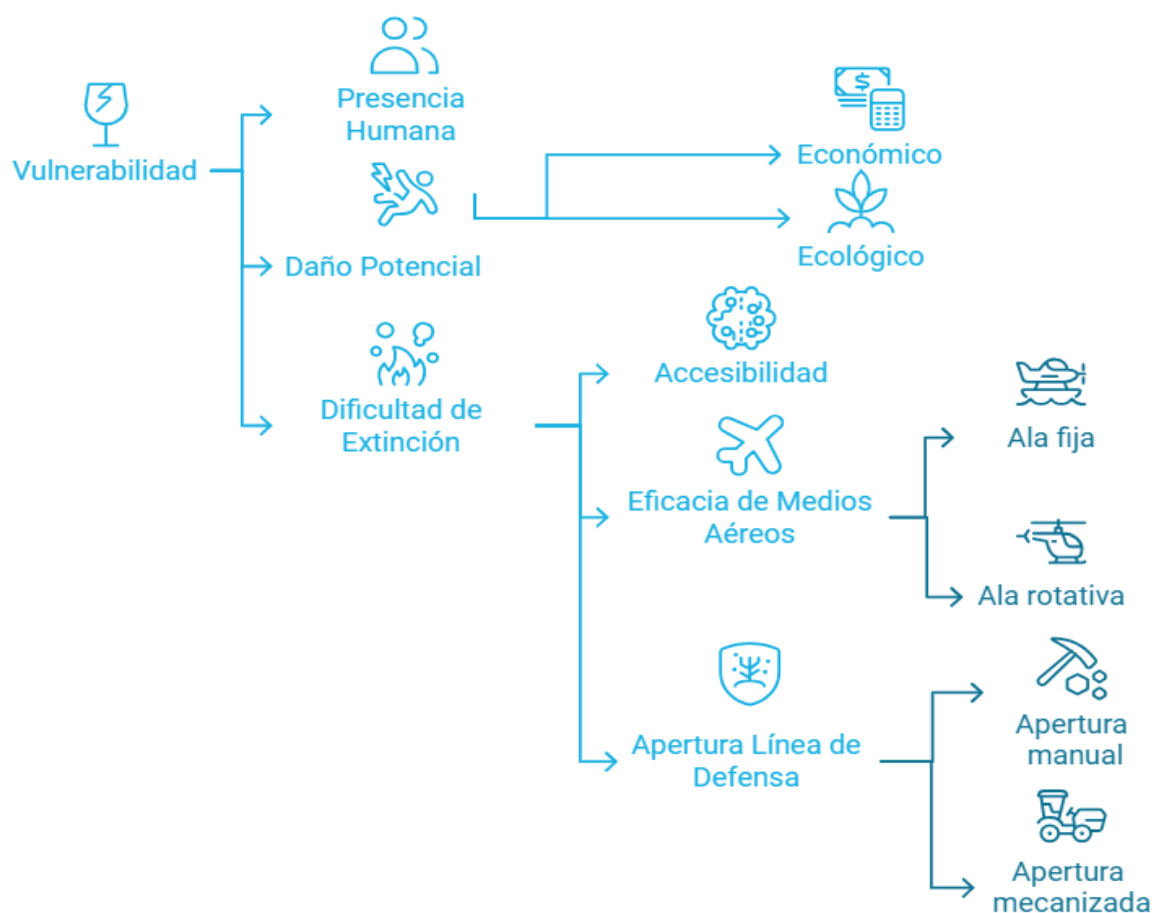 Presencia
Humana
Vulnerabilidad
$
Económico
Ecológico
Daño Potencial
Accesibilidad
Dificultad de
Extinción
Ala fija
Eficacia de Medios
Aéreos
Ala rotativa
Apertura Línea de
Defensa
Apertura
manual
Apertura
mecanizada